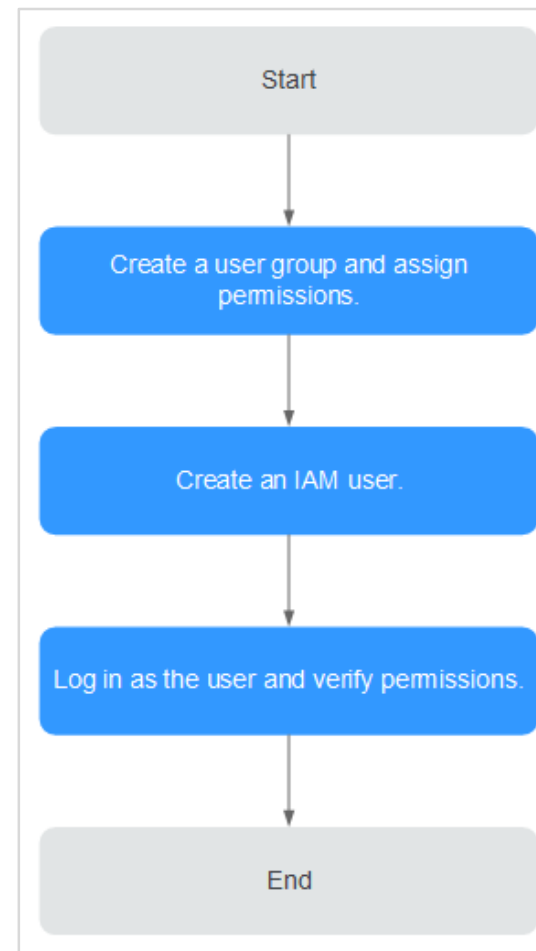 Start
Create a user group and assign
permissions.
Create an IAM user.
Log in as the user and verify permissions.
End